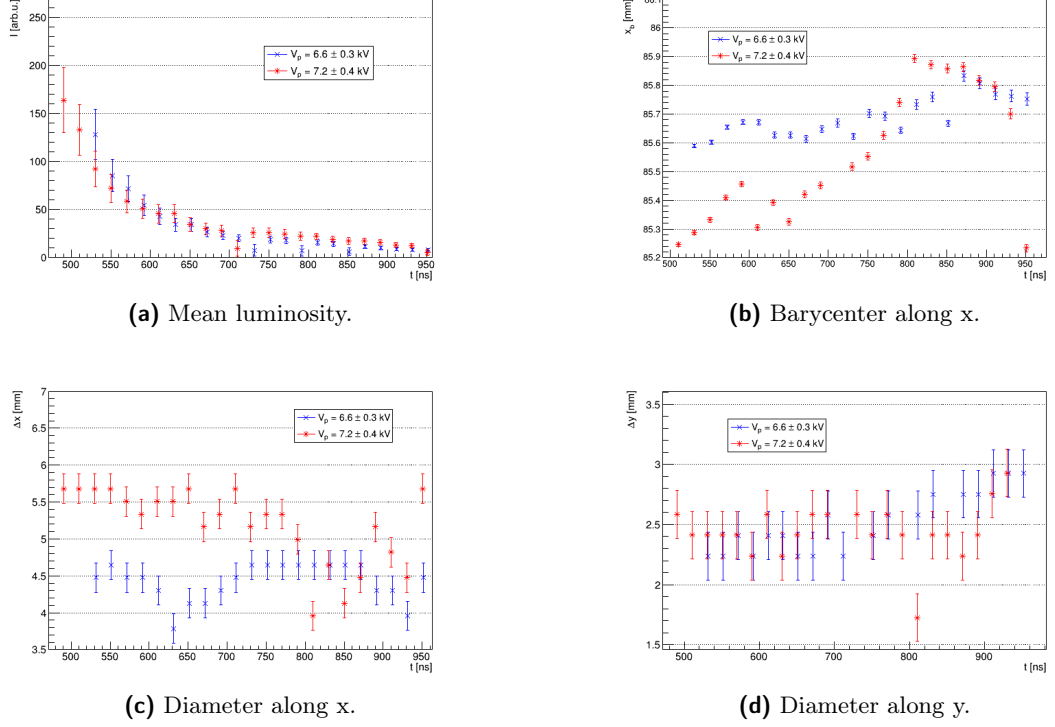 I [arb.u.]
250
200
150
100
50
0
500 550 600 650 700 750 800 850 900 950
t [ns]
V_p = 6.6 ± 0.3 kV
V_p = 7.2 ± 0.4 kV
(a) Mean luminosity.
x_b [mm]
86.1
86
85.9
85.8
85.7
85.6
85.5
85.4
85.3
85.2
500 550 600 650 700 750 800 850 900 950
t [ns]
V_p = 6.6 ± 0.3 kV
V_p = 7.2 ± 0.4 kV
(b) Barycenter along x.
Δx [mm]
7
6.5
6
5.5
5
4.5
4
3.5
500 550 600 650 700 750 800 850 900 950
t [ns]
V_p = 6.6 ± 0.3 kV
V_p = 7.2 ± 0.4 kV
(c) Diameter along x.
Δy [mm]
3.5
3
2.5
2
1.5
500 600 700 800 900
t [ns]
V_p = 6.6 ± 0.3 kV
V_p = 7.2 ± 0.4 kV
(d) Diameter along y.